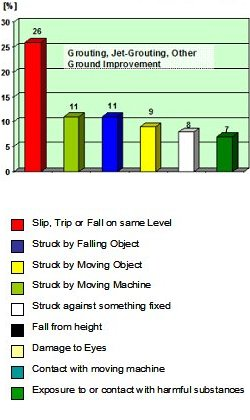 [%]
30
25
20
15
10
5
0
26
11
11
9
8
7
Grouting, Jet-Grouting, Other
Ground Improvement
Slip, Trip or Fall on same Level
Struck by Falling Object
Struck by Moving Object
Struck by Moving Machine
Struck against something fixed
Fall from height
Damage to Eyes
Contact with moving machine
Exposure to or contact with harmful substances